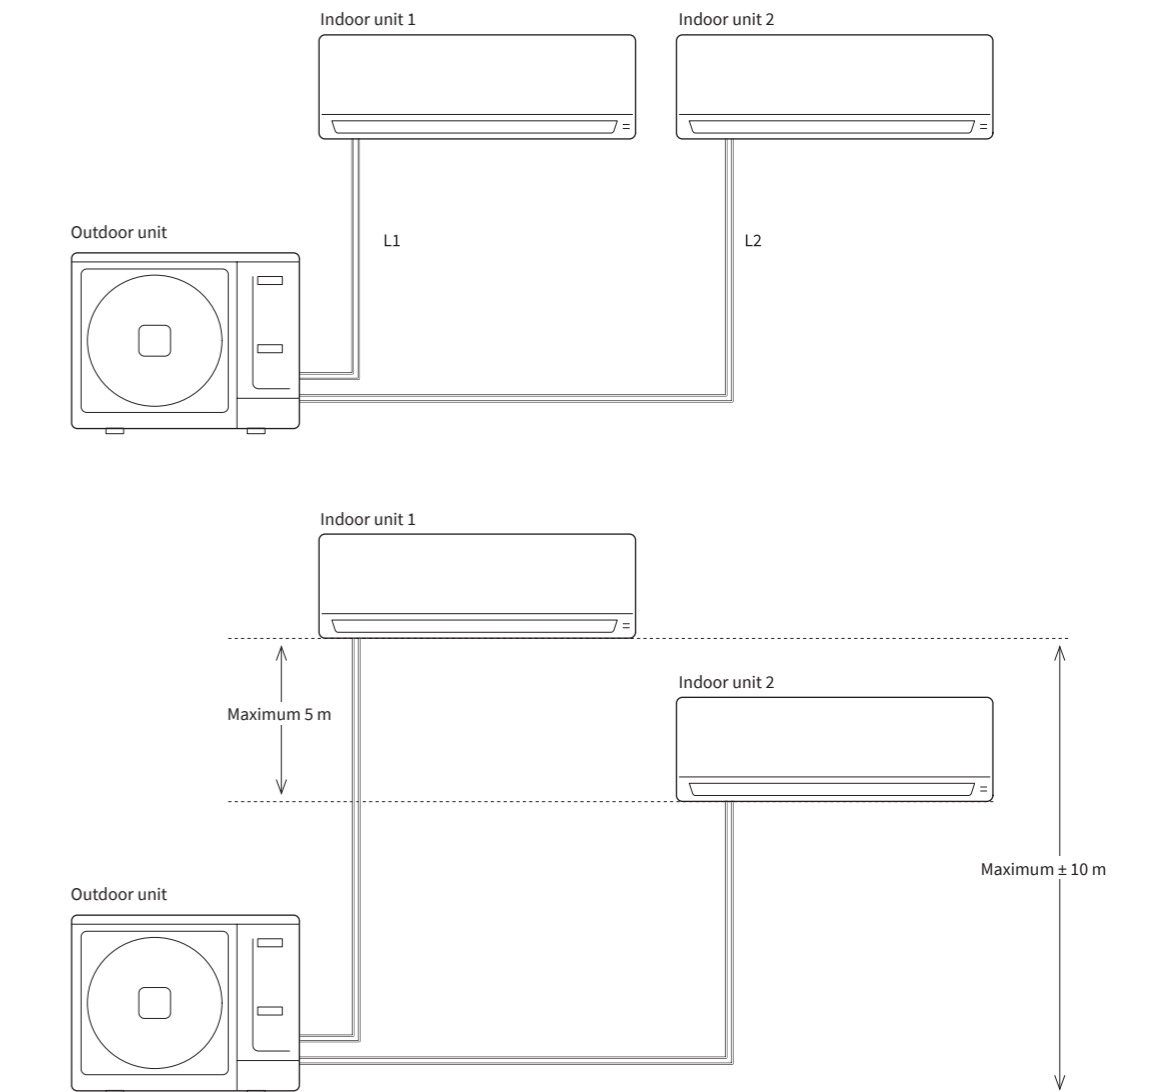 Indoor unit 1
Indoor unit 2
Outdoor unit
L1
L2
Indoor unit 1
Indoor unit 2
Maximum 5 m
Maximum ± 10 m
Outdoor unit